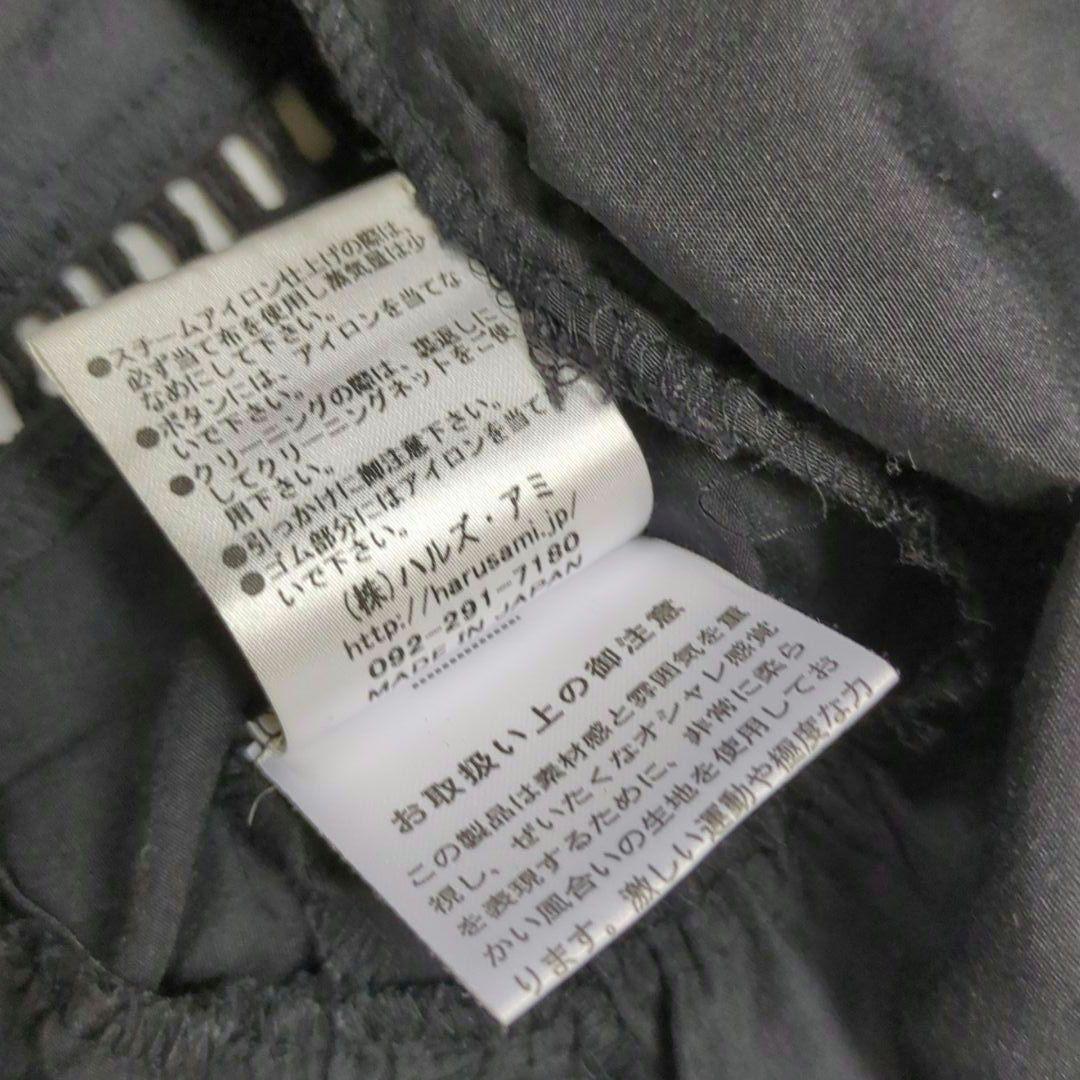 ●スチームアイロン仕上げの際は、
必ず当て布を使用し蒸気量は少
なめにして下さい。
●ボタンには、アイロンを当てな
いで下さい。
●クリーニングの際は、裏返しに
してクリーニングネットをご使
用下さい。
●引っかけに御注意下さい。
●ゴム部分にはアイロンを当て
いで下さい。
(株)ハルズ・アミ
http://harusami.jp/
092-291-7180
MADE IN JAPAN
お取扱い上の御注意
この製品は素材感と雰囲気を重
視し、ぜいたくなオシャレ感覚
を表現するために、非常に柔ら
かい風合いの生地を使用してお
ります。激しい運動や極度な力